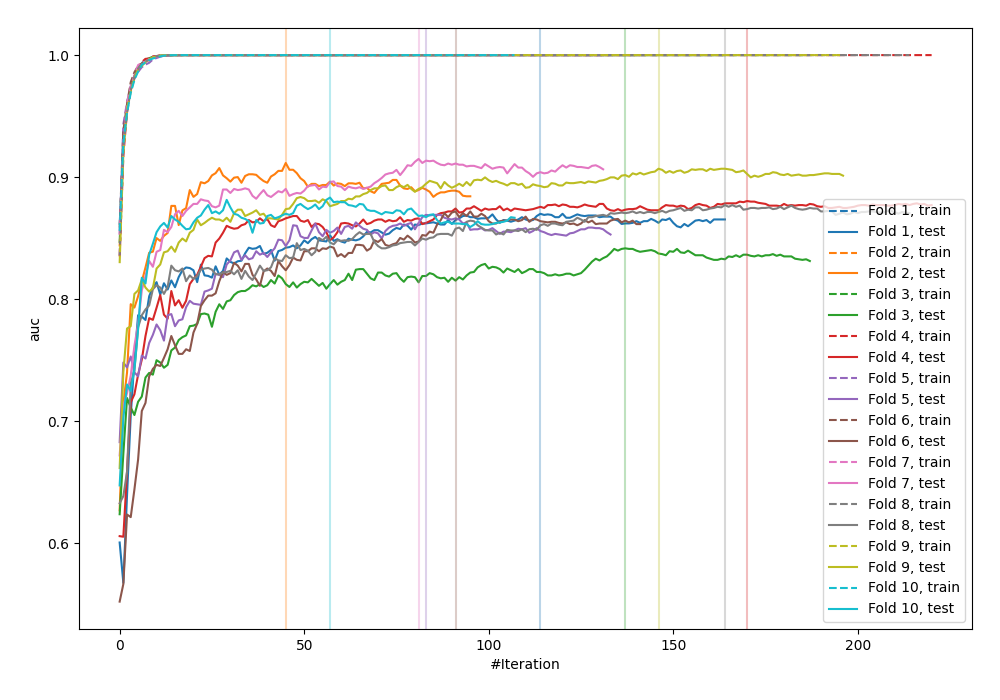 1.0
0.9
0.8
0.7
0.6
auc
0
50
100
150
200
#Iteration
Fold 1, train
Fold 1, test
Fold 2, train
Fold 2, test
Fold 3, train
Fold 3, test
Fold 4, train
Fold 4, test
Fold 5, train
Fold 5, test
Fold 6, train
Fold 6, test
Fold 7, train
Fold 7, test
Fold 8, train
Fold 8, test
Fold 9, train
Fold 9, test
Fold 10, train
Fold 10, test